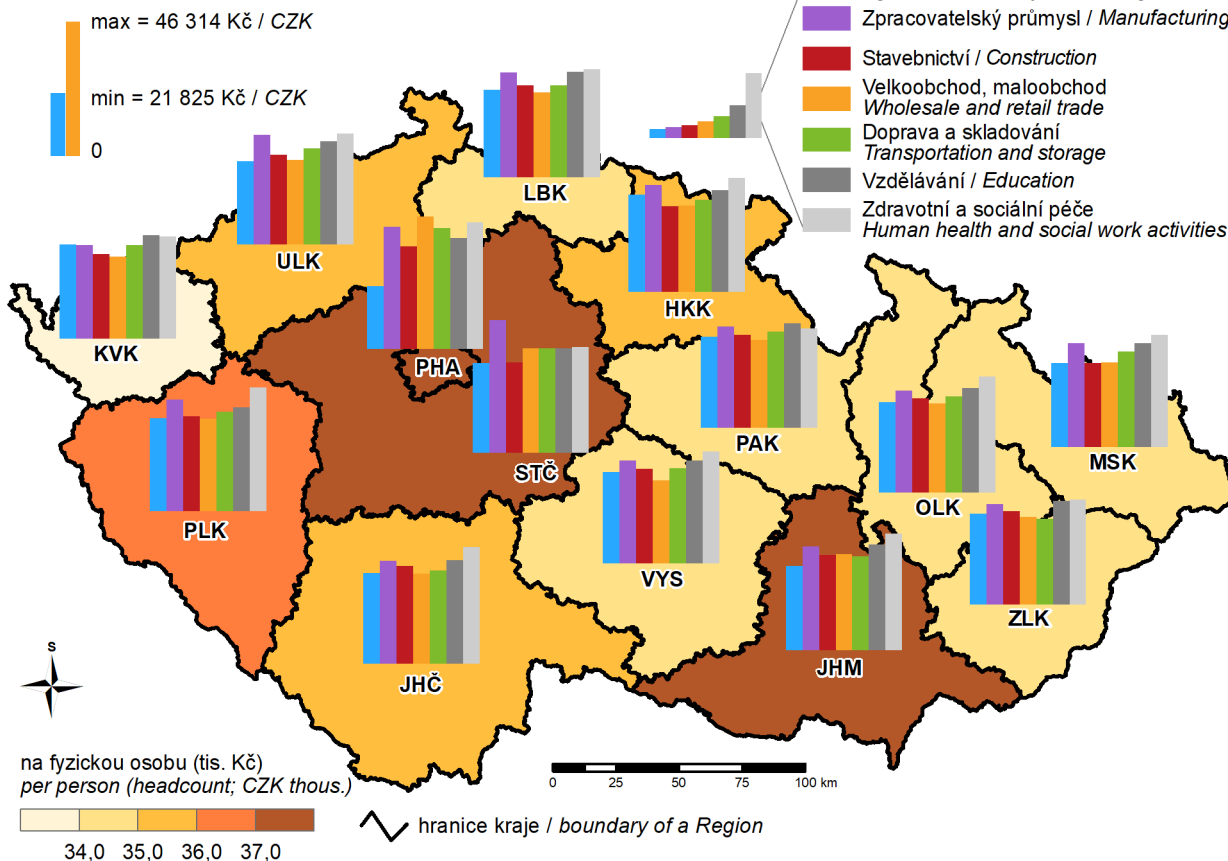 max = 46 314 Kč / CZK
min = 21 825 Kč / CZK
0
Zpracovatelský průmysl / Manufacturing
Stavebnictví / Construction
Velkoobchod, maloobchod
Wholesale and retail trade
Doprava a skladování
Transportation and storage
Vzdělávání / Education
Zdravotní a sociální péče
Human health and social work activities
LBK
ULK
HKK
KVK
PHA
PAK
STČ
MSK
OLK
PLK
VYS
ZLK
JHM
JHČ
S
na fyzickou osobu (tis. Kč)
per person (headcount; CZK thous.)
34,0 35,0 36,0 37,0
0 25 50 75 100 km
hranice kraje / boundary of a Region